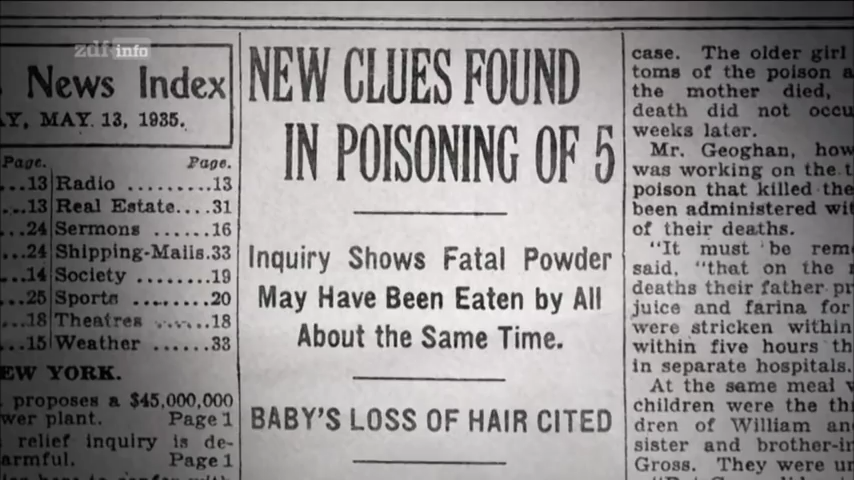 zdf info
News Index
Y, MAY 13, 1935.
Page. Page.
...13 Radio .........13
...13 Real Estate....31
...24 Sermons ......16
...24 Shipping-Mails.33
...14 Society .......19
...25 Sports .......20
...18 Theatres ......18
...15 Weather ......33
EW YORK.
proposes a $45,000,000
wer plant. Page 1
relief inquiry is de-
armful. Page 1
NEW CLUES FOUND
IN POISONING OF 5
Inquiry Shows Fatal Powder
May Have Been Eaten by All
About the Same Time.
BABY'S LOSS OF HAIR CITED
case. The older girl
toms of the poison a
the mother died,
death did not occu
weeks later.
Mr. Geoghan, how
was working on the t
poison that killed the
been administered wit
of their deaths.
"It must be rem
said, "that on the
deaths their father pr
juice and farina for
were stricken within
within five hours th
in separate hospitals.
At the same meal
children were the thr
dren of William an
sister and brother-in
Gross. They were un